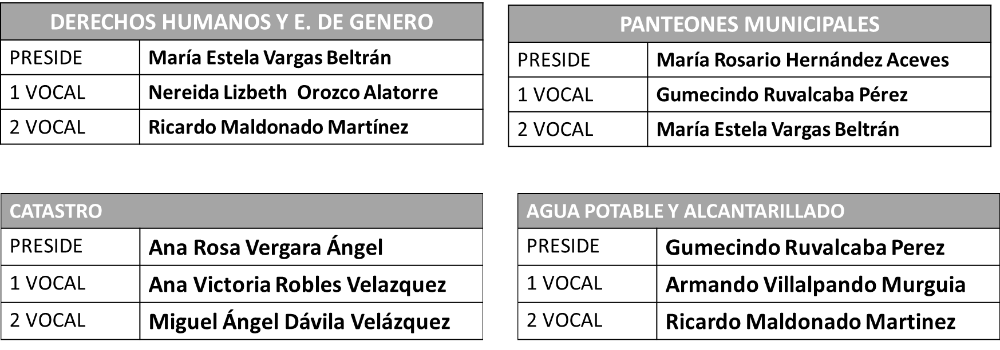 DERECHOS HUMANOS Y E. DE GENERO
PRESIDE María Estela Vargas Beltrán
1 VOCAL Nereida Lizbeth Orozco Alatorre
2 VOCAL Ricardo Maldonado Martínez
PANTEONES MUNICIPALES
PRESIDE María Rosario Hernández Aceves
1 VOCAL Gumecindo Ruvalcaba Pérez
2 VOCAL María Estela Vargas Beltrán
CATASTRO
PRESIDE Ana Rosa Vergara Ángel
1 VOCAL Ana Victoria Robles Velazquez
2 VOCAL Miguel Ángel Dávila Velázquez
AGUA POTABLE Y ALCANTARILLADO
PRESIDE Gumecindo Ruvalcaba Perez
1 VOCAL Armando Villalpando Murguia
2 VOCAL Ricardo Maldonado Martinez